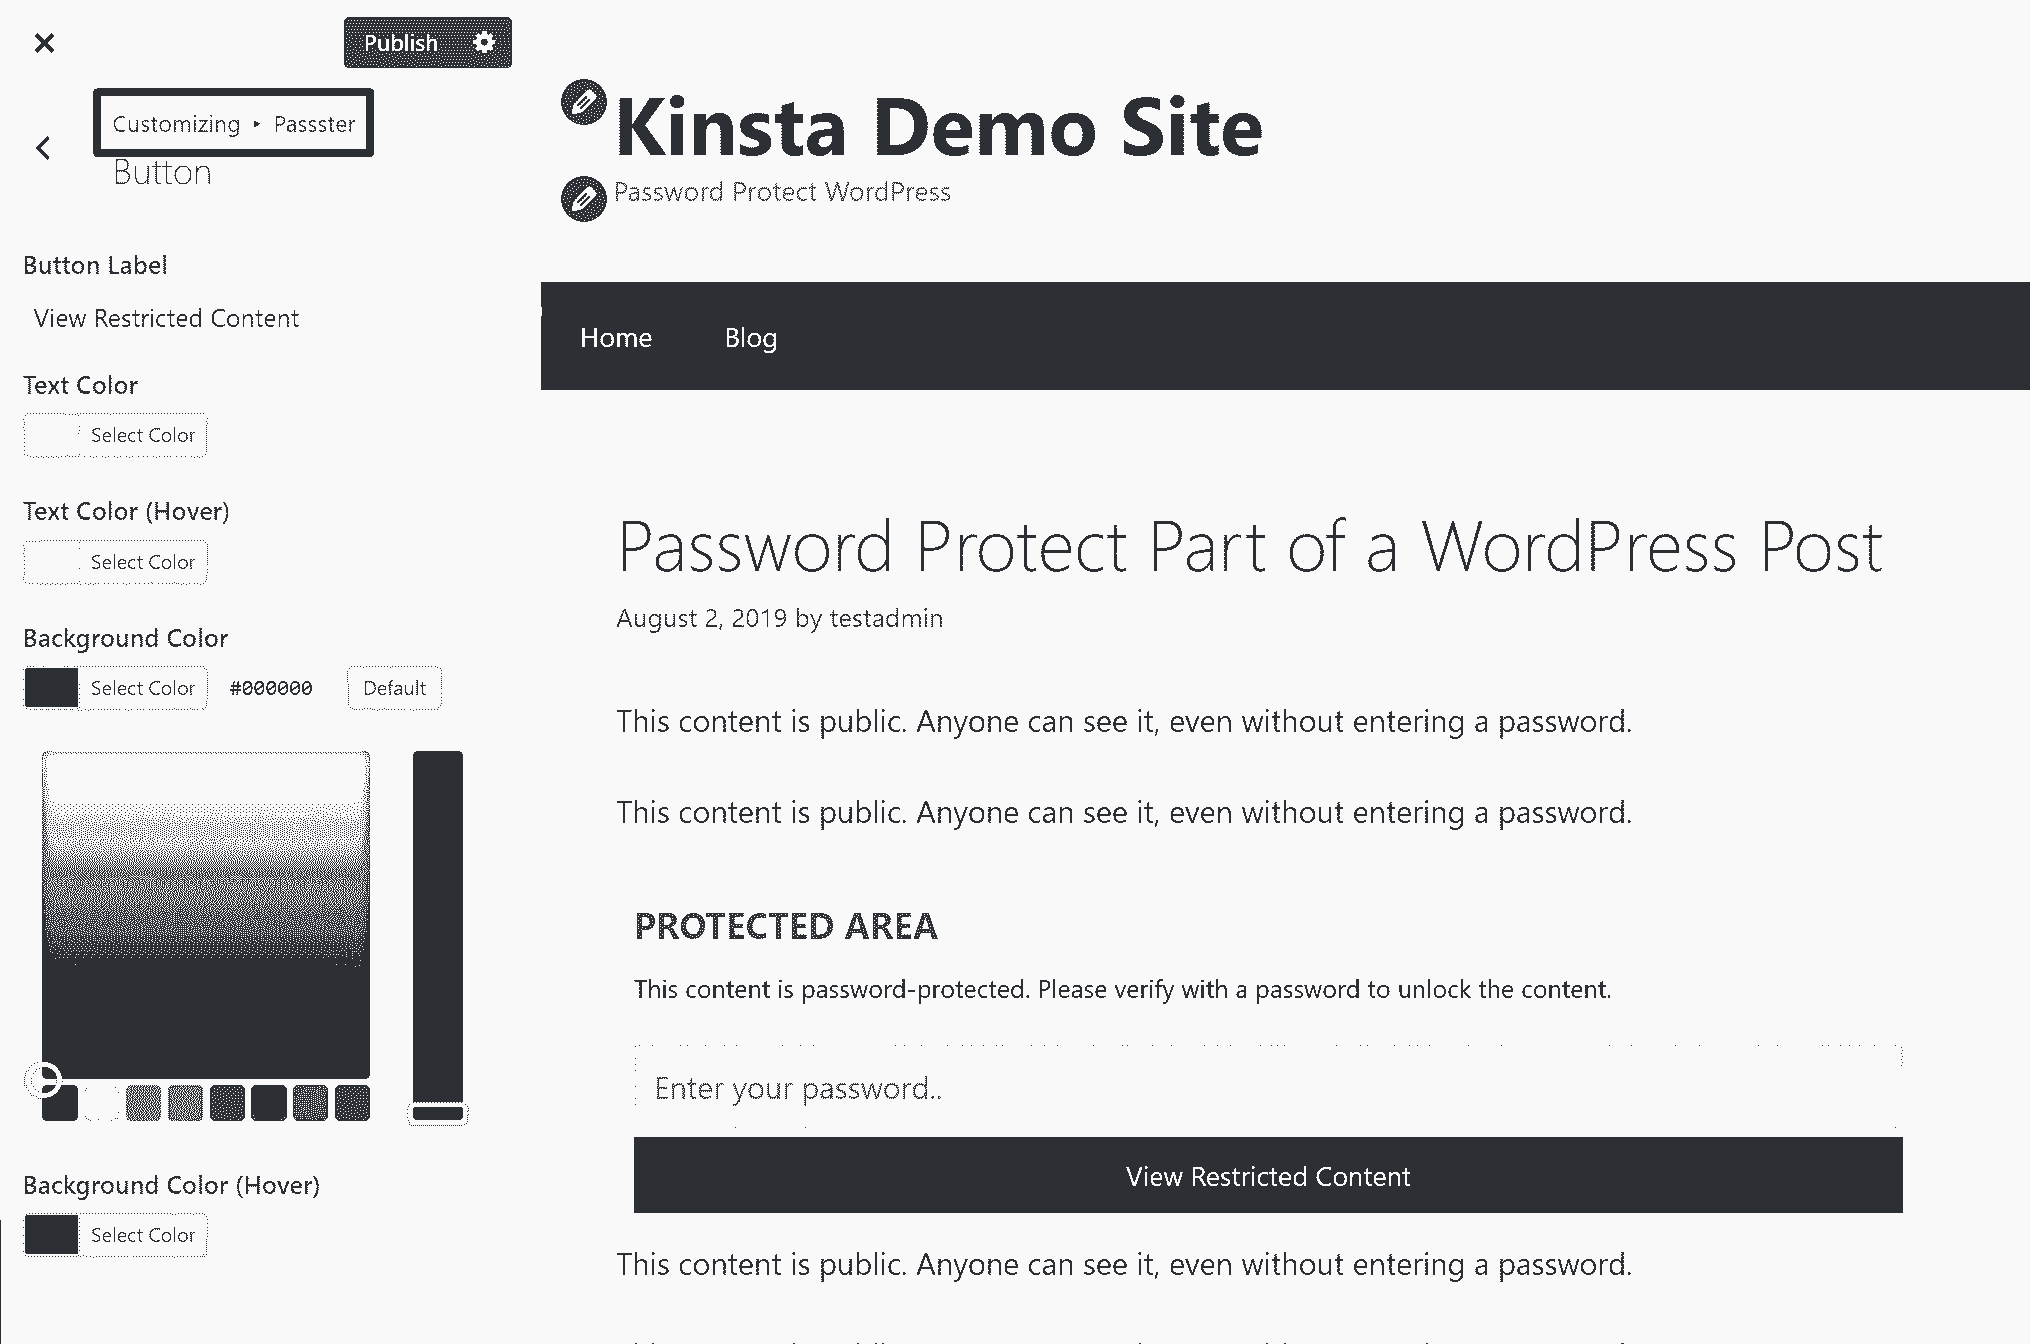 Publish
Customizing ▸ Passster
Button
Button Label
View Restricted Content
Text Color
Select Color
Text Color (Hover)
Select Color
Background Color
Select Color #000000 Default
Background Color (Hover)
Select Color
Kinsta Demo Site
Password Protect WordPress
Home Blog
Password Protect Part of a WordPress Post
August 2, 2019 by testadmin
This content is public. Anyone can see it, even without entering a password.
This content is public. Anyone can see it, even without entering a password.
PROTECTED AREA
This content is password-protected. Please verify with a password to unlock the content.
Enter your password..
View Restricted Content
This content is public. Anyone can see it, even without entering a password.